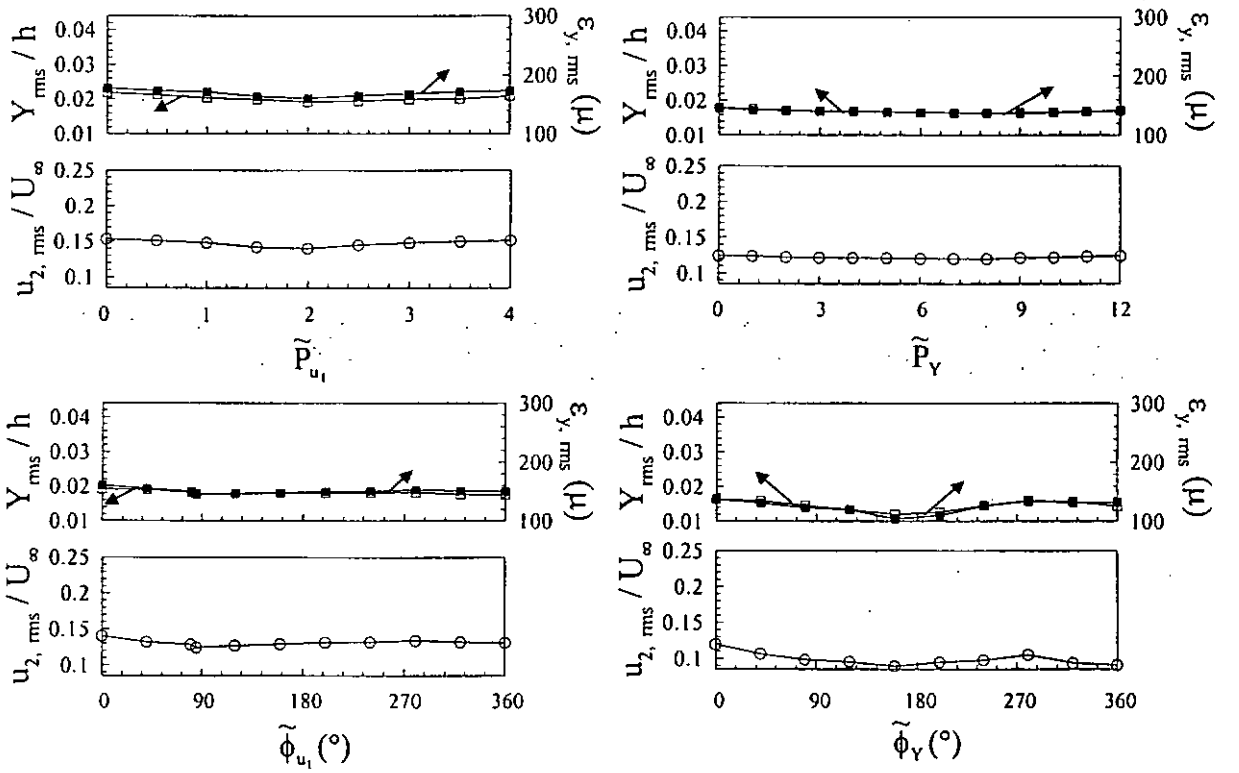 Y rms / h
0.04
0.03
0.02
0.01
300
200
100
ε y, rms (μ)
u 2, rms / U ∞
0.25
0.2
0.15
0.1
0 1 2 3 4
P̃ u₁
Y rms / h
0.04
0.03
0.02
0.01
300
200
100
ε y, rms (μ)
u 2, rms / U ∞
0.25
0.2
0.15
0.1
0 3 6 9 12
P̃ Y
Y rms / h
0.04
0.03
0.02
0.01
300
150
100
ε y, rms (μ)
u 2, rms / U ∞
0.25
0.2
0.15
0.1
0 90 180 270 360
ϕ̃ u₁ (°)
Y rms / h
0.04
0.03
0.02
0.01
300
150
100
ε y, rms (μ)
u 2, rms / U ∞
0.25
0.2
0.15
0.1
0 90 180 270 360
ϕ̃ Y (°)